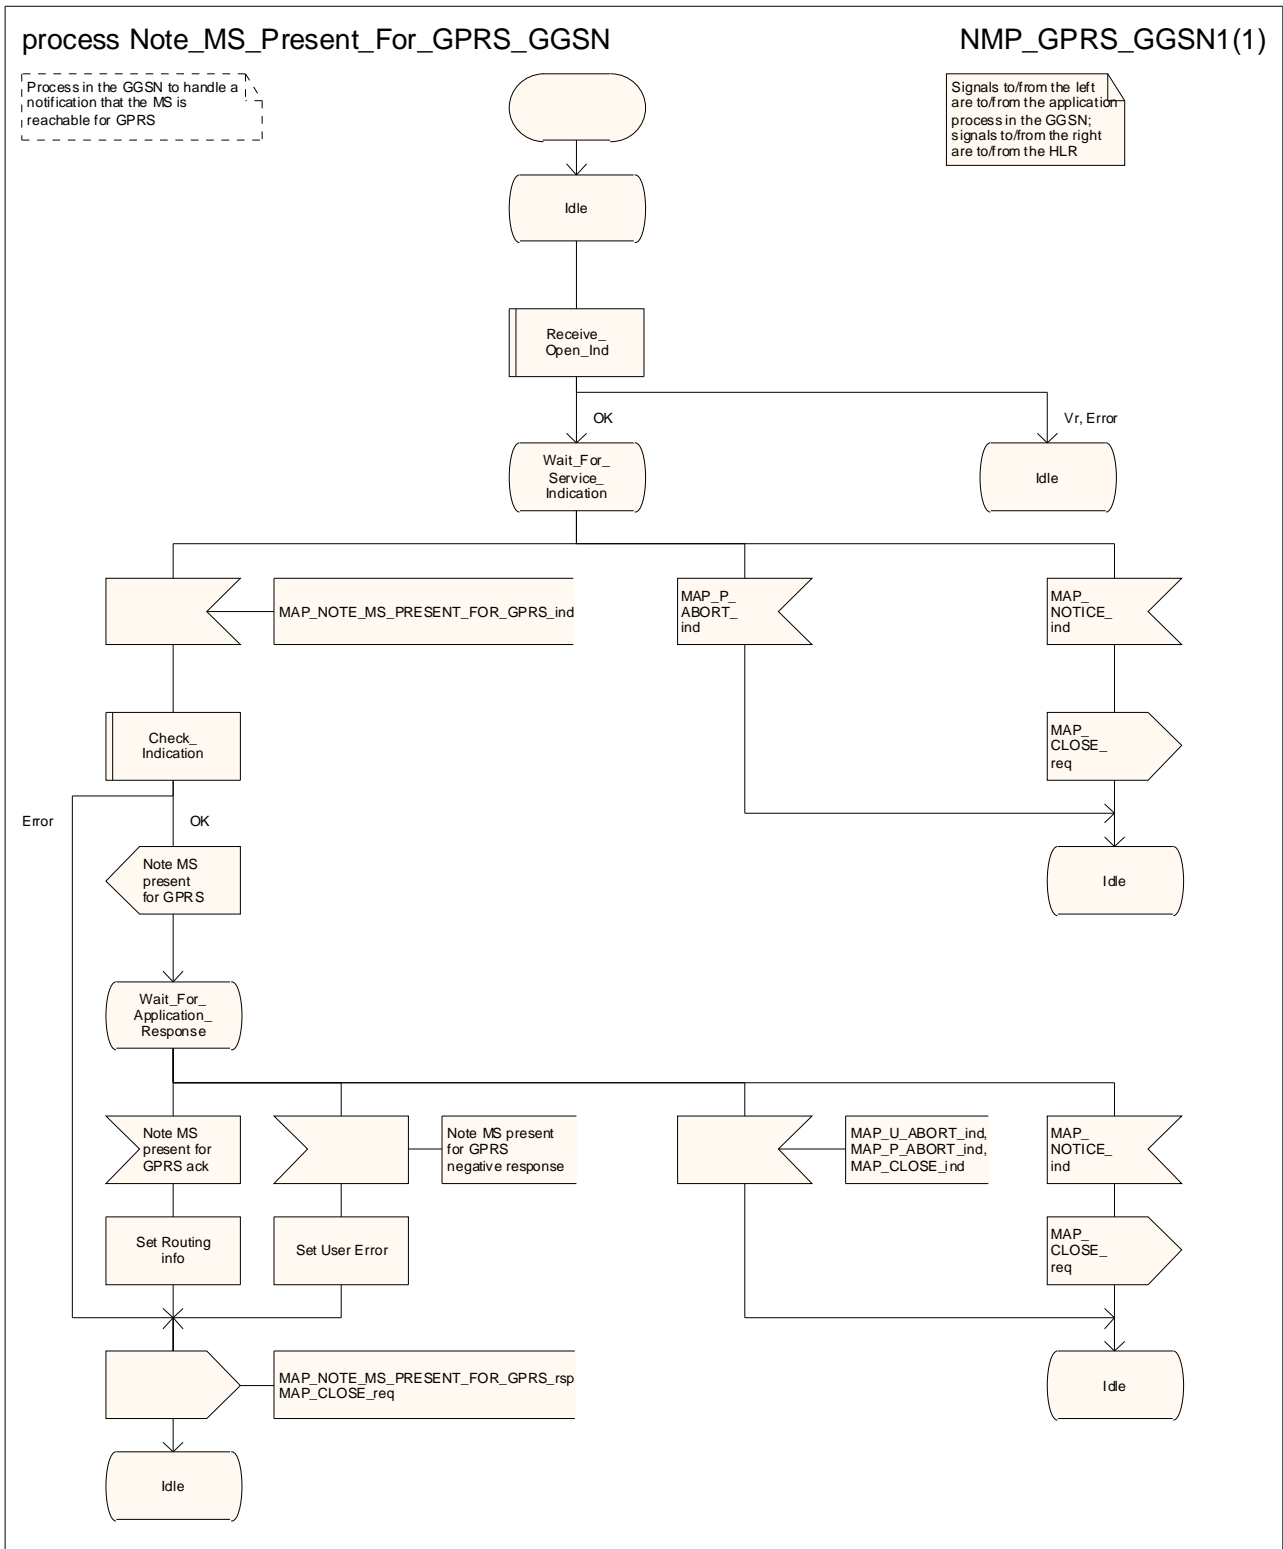 process Note_MS_Present_For_GPRS_GGSN
NMP_GPRS_GGSN1(1)
Process in the GGSN to handle a
notification that the MS is
reachable for GPRS
Signals to/from the left
are to/from the application
process in the GGSN;
signals to/from the right
are to/from the HLR
Idle
Receive_
Open_Ind
OK
Vr, Error
Wait_For_
Service_
Indication
Idle
MAP_NOTE_MS_PRESENT_FOR_GPRS_ind
MAP_P_
ABORT_
ind
MAP_
NOTICE_
ind
Check_
Indication
MAP_
CLOSE_
req
Error
OK
Note MS
present
for GPRS
Idle
Wait_For_
Application_
Response
Note MS
present for
GPRS ack
Note MS present
for GPRS
negative response
MAP_U_ABORT_ind,
MAP_P_ABORT_ind,
MAP_CLOSE_ind
MAP_
NOTICE_
ind
Set Routing
info
Set User Error
MAP_
CLOSE_
req
MAP_NOTE_MS_PRESENT_FOR_GPRS_rsp
MAP_CLOSE_req
Idle
Idle